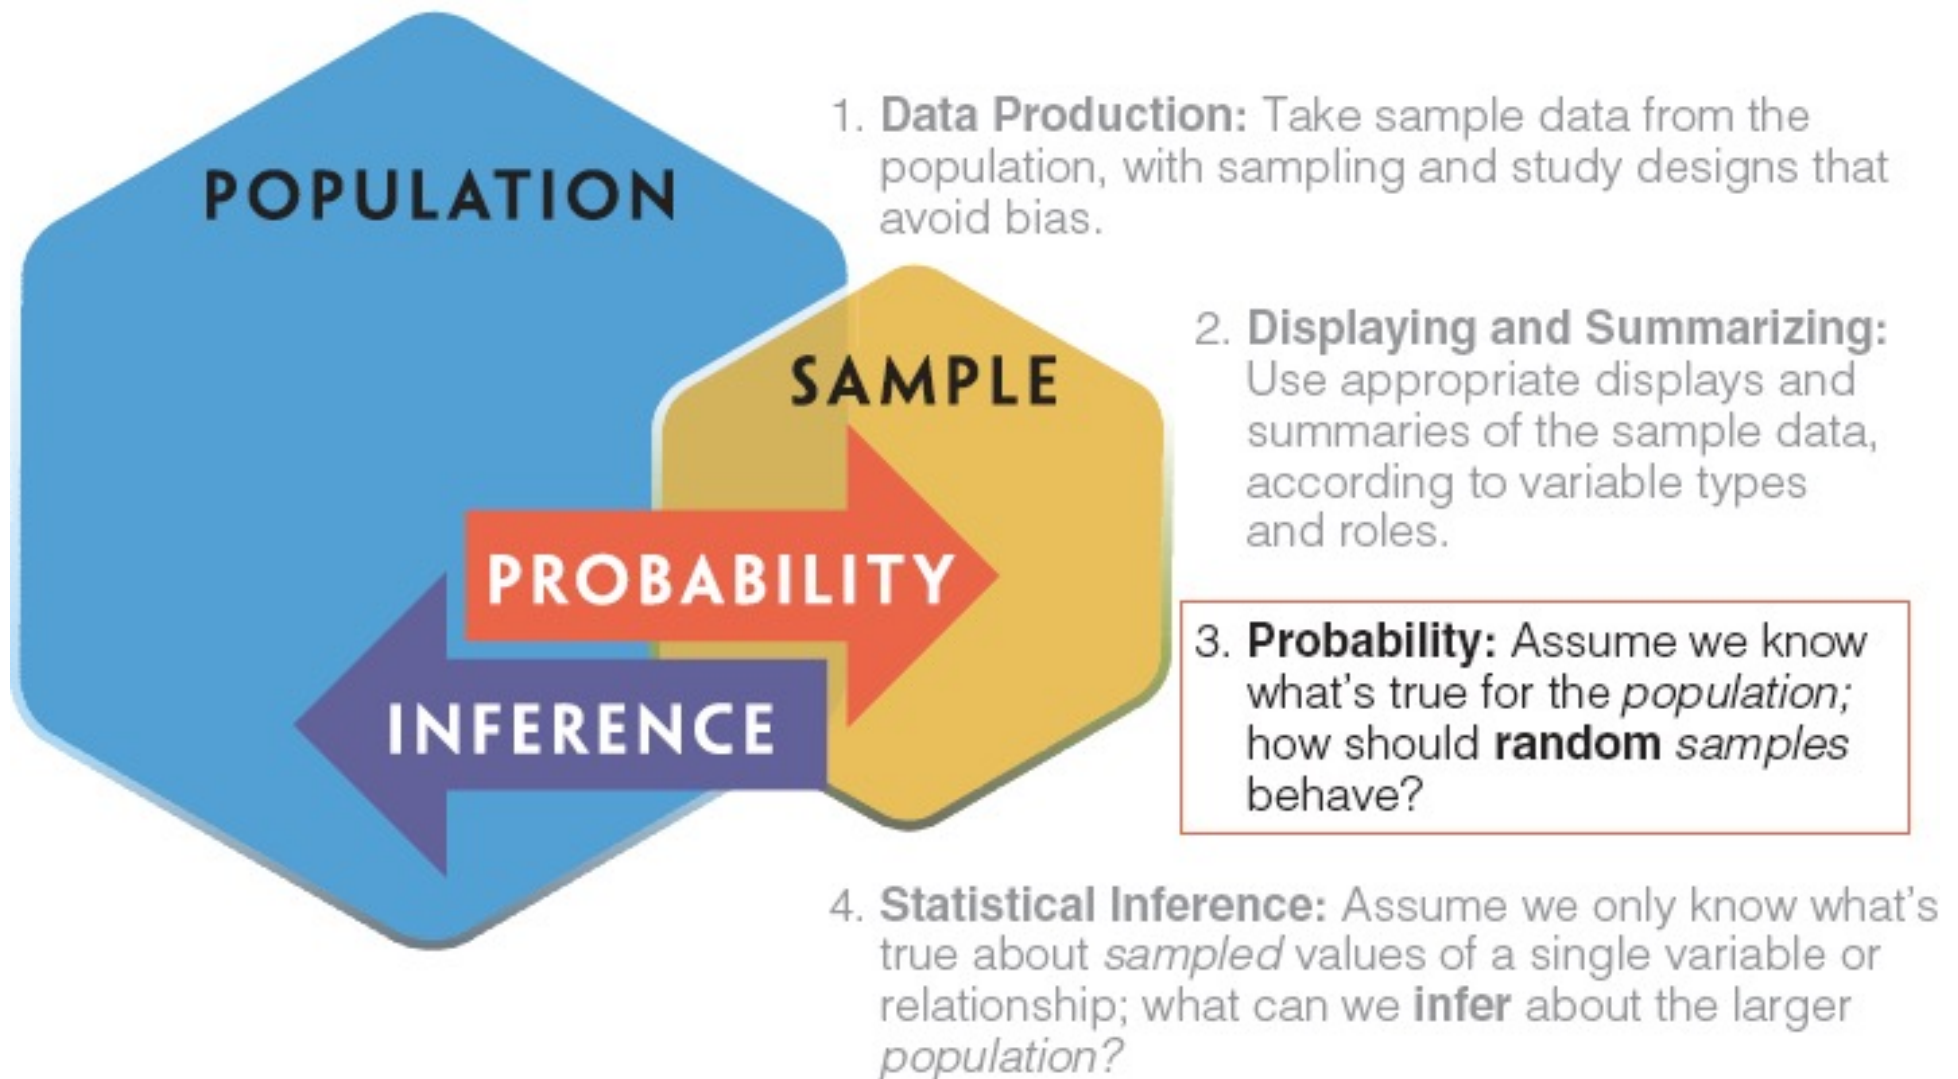 POPULATION
1. Data Production: Take sample data from the
population, with sampling and study designs that
avoid bias.
SAMPLE
2. Displaying and Summarizing:
Use appropriate displays and
summaries of the sample data,
according to variable types
and roles.
PROBABILITY
INFERENCE
3. Probability: Assume we know
what's true for the population;
how should random samples
behave?
4. Statistical Inference: Assume we only know what's
true about sampled values of a single variable or
relationship; what can we infer about the larger
population?